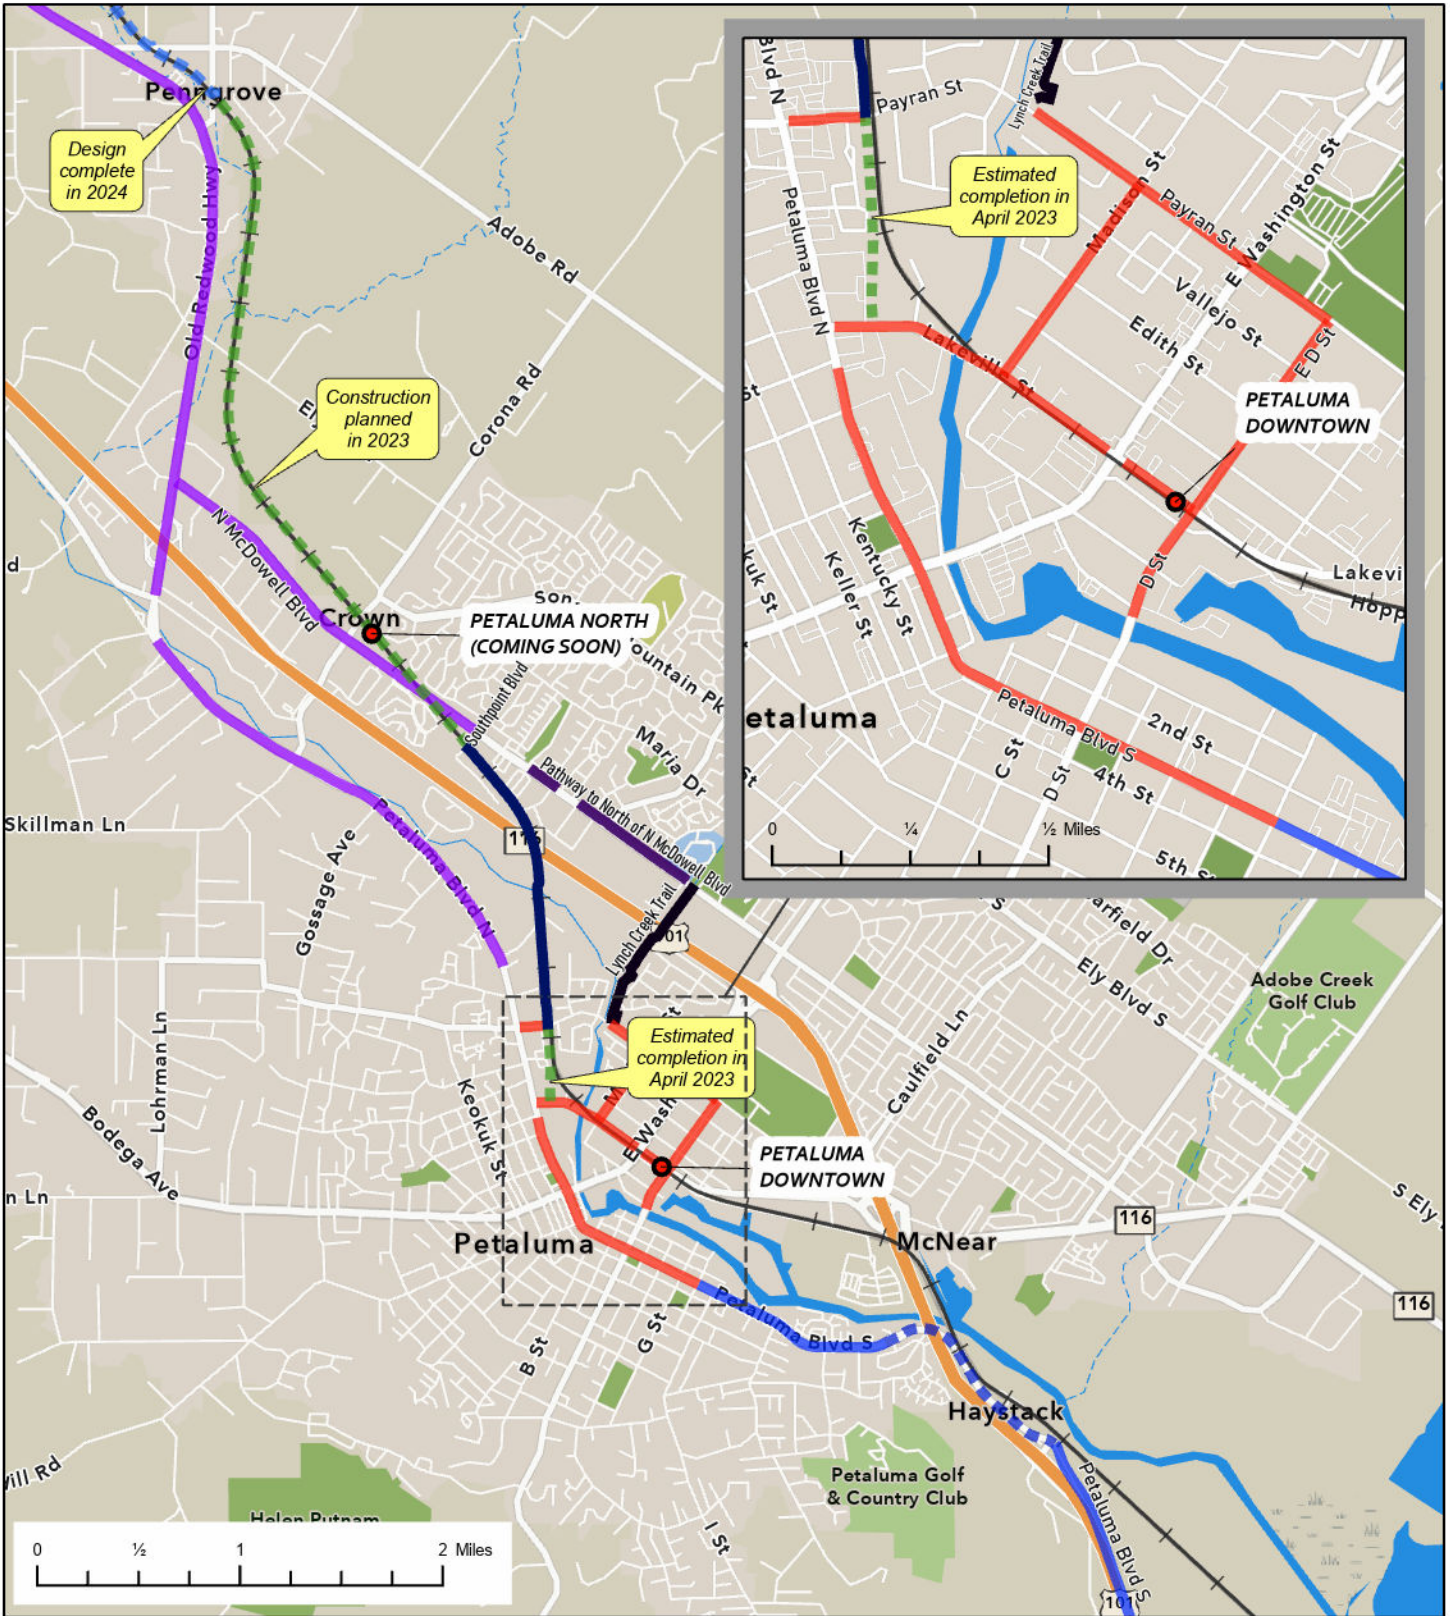 Penngrove
Design
complete
in 2024
Old Redwood Hwy
Adobe Rd
Construction
planned
in 2023
Corona Rd
N McDowell Blvd
Crown
PETALUMA NORTH
(COMING SOON)
Southpoint Blvd
Maria Dr
Pathway to North of N McDowell Blvd
116
Skillman Ln
Petaluma Blvd N
Gossage Ave
Lynch Creek Trail
Ely Blvd S
Adobe Creek
Golf Club
Caulfield Ln
Lohrman Ln
Bodega Ave
Keokuk St
Estimated
completion in
April 2023
PETALUMA
DOWNTOWN
Petaluma
116
McNear
S Ely
116
Petaluma Blvd S
B St
G St
Haystack
Petaluma Golf
& Country Club
Petaluma Blvd S
I St
101
Helen Putnam
0 ½ 1 2 Miles
Blvd N
Lynch Creek Trail
Payran St
Estimated
completion in
April 2023
Madison St
Payran St
E Washington St
Petaluma Blvd N
Vallejo St
Edith St
Lakeville St
E D St
PETALUMA
DOWNTOWN
Kentucky St
Keller St
kuk St
D St
Lakevi
Hopp
etaluma
Petaluma Blvd S
2nd St
C St
D St
4th St
5th S
0 ¼ ½ Miles